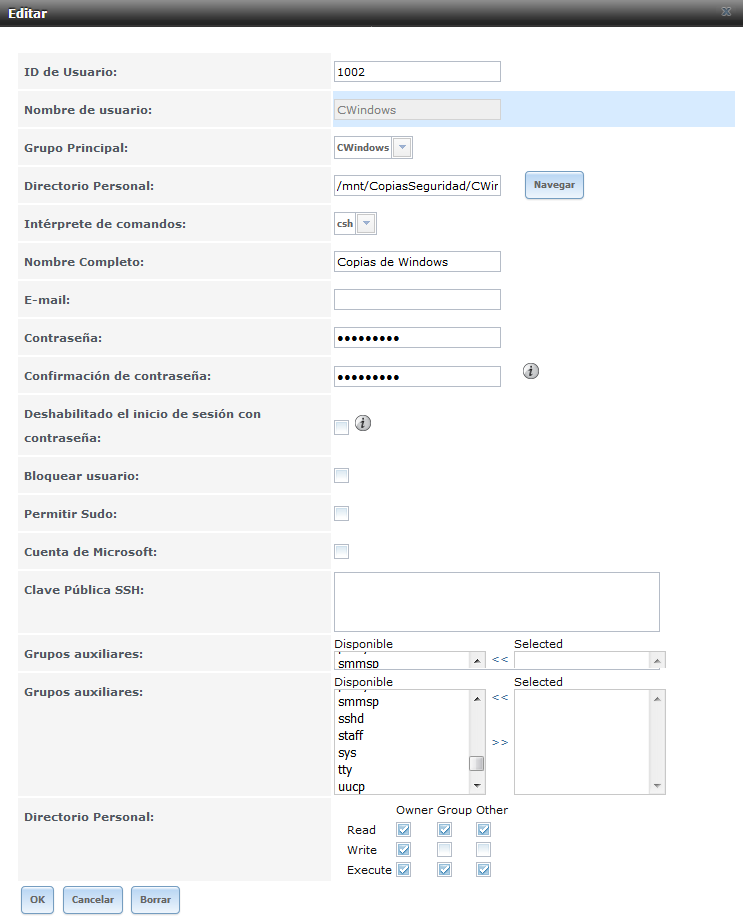 Editar
ID de Usuario: 1002
Nombre de usuario: CWindows
Grupo Principal: CWindows
Directorio Personal: /mnt/CopiasSeguridad/CWir Navegar
Intérprete de comandos: csh
Nombre Completo: Copias de Windows
E-mail:
Contraseña: •••••••••
Confirmación de contraseña: •••••••••
Deshabilitado el inicio de sesión con
contraseña:
Bloquear usuario:
Permitir Sudo:
Cuenta de Microsoft:
Clave Pública SSH:
Disponible Selected
Grupos auxiliares: smmsp <<
Disponible Selected
Grupos auxiliares: <<
smmsp
sshd
staff
sys >>
tty
uucp
Directorio Personal: Owner Group Other
Read
Write
Execute
OK Cancelar Borrar